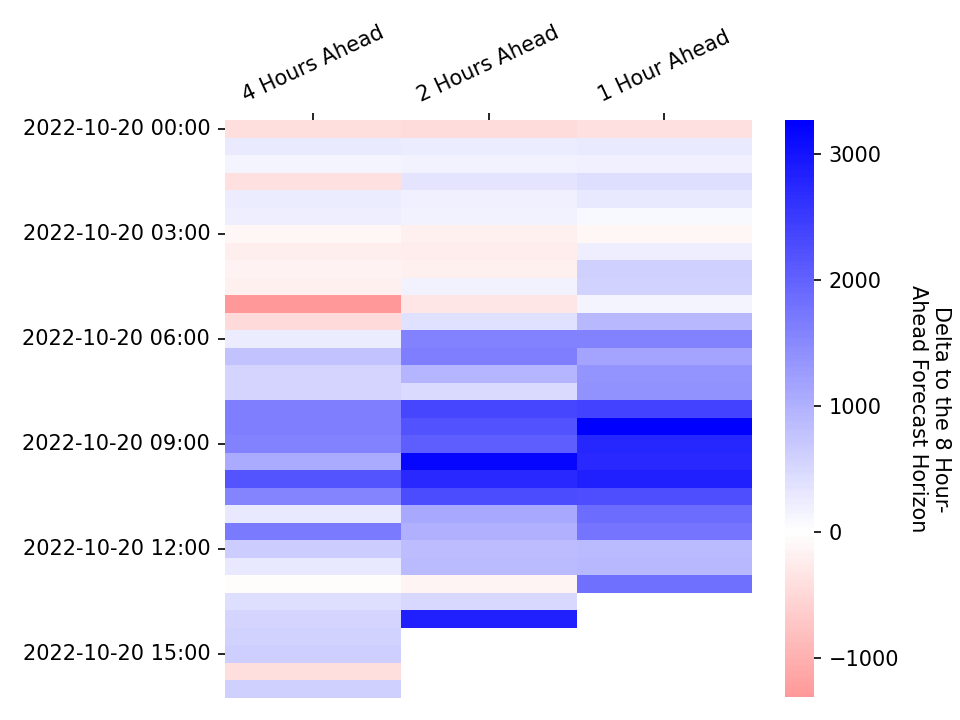 4 Hours Ahead
2 Hours Ahead
1 Hour Ahead
2022-10-20 00:00
2022-10-20 03:00
2022-10-20 06:00
2022-10-20 09:00
2022-10-20 12:00
2022-10-20 15:00
3000
2000
1000
0
−1000
Delta to the 8 Hour-
Ahead Forecast Horizon